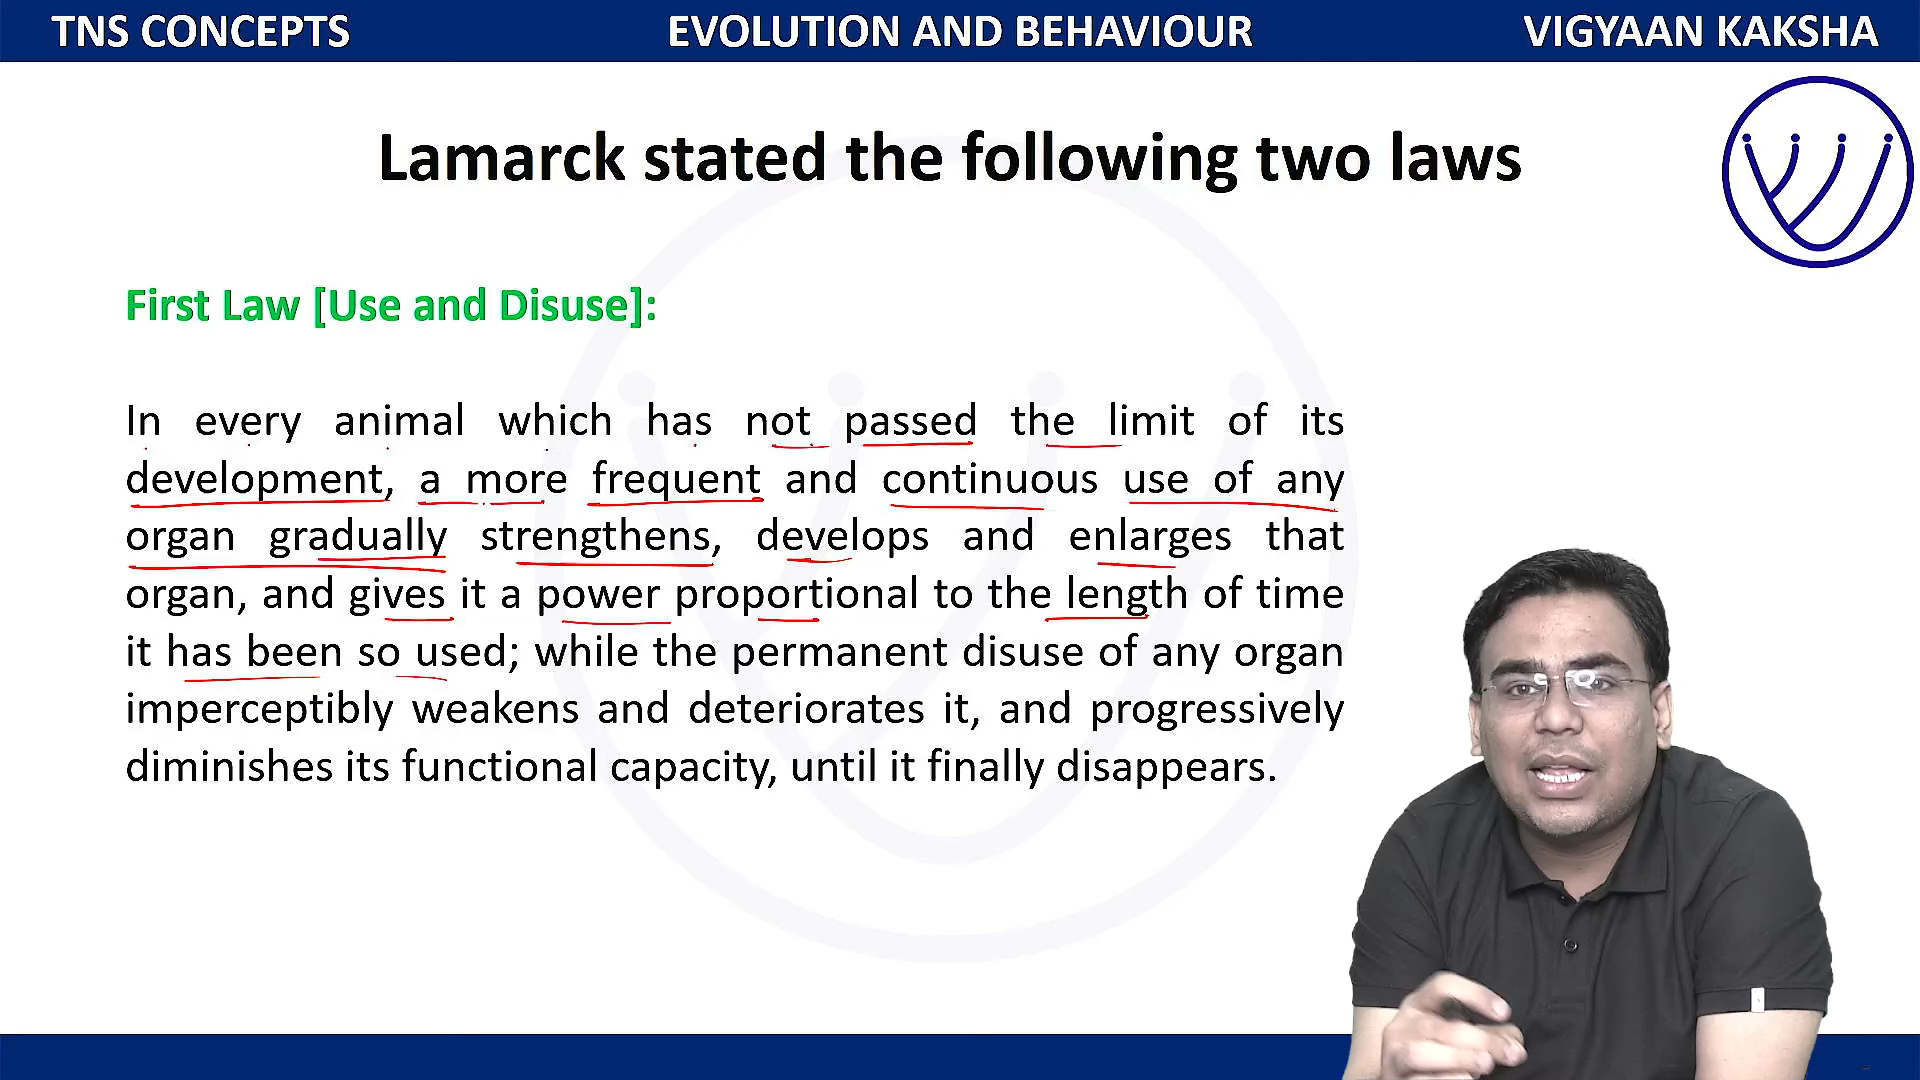 TNS CONCEPTS
EVOLUTION AND BEHAVIOUR
VIGYAAN KAKSHA
Lamarck stated the following two laws
First Law [Use and Disuse]:
In every animal which has not passed the limit of its
development, a more frequent and continuous use of any
organ gradually strengthens, develops and enlarges that
organ, and gives it a power proportional to the length of time
it has been so used; while the permanent disuse of any organ
imperceptibly weakens and deteriorates it, and progressively
diminishes its functional capacity, until it finally disappears.